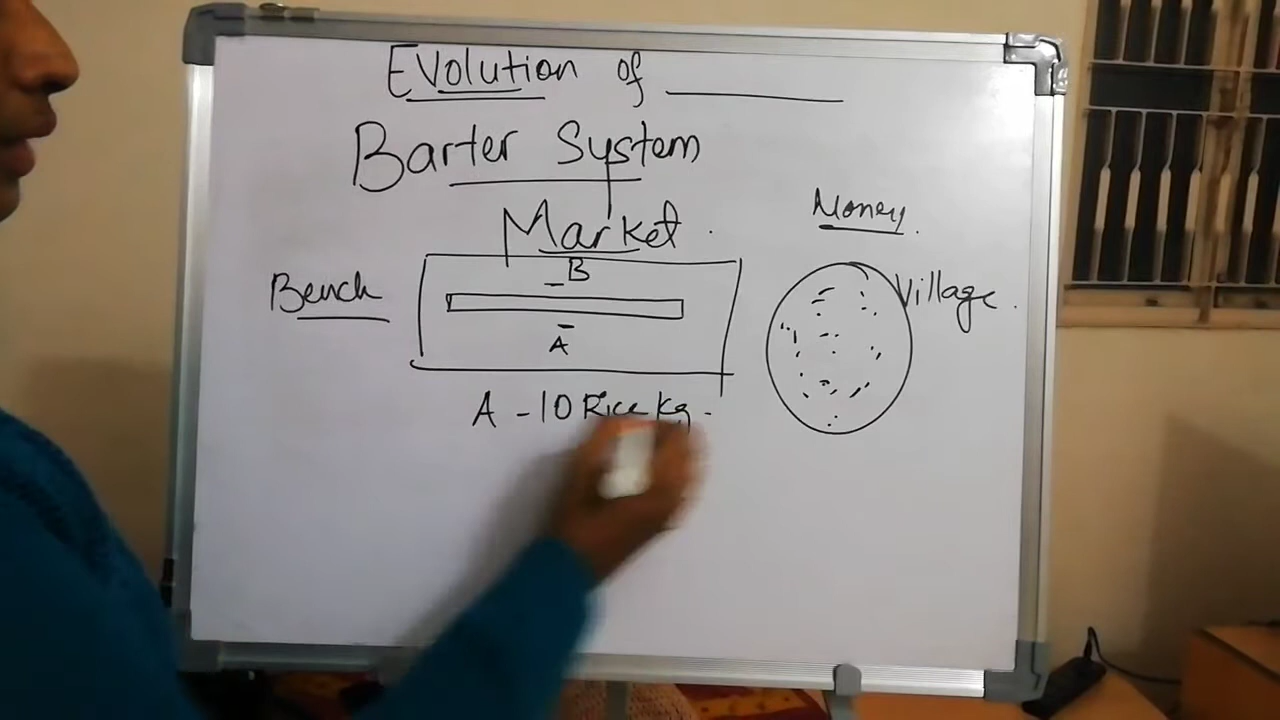 Evolution of
Barter System
Market
Money
Bench
B
A
Village
A - 10 Rice Kg